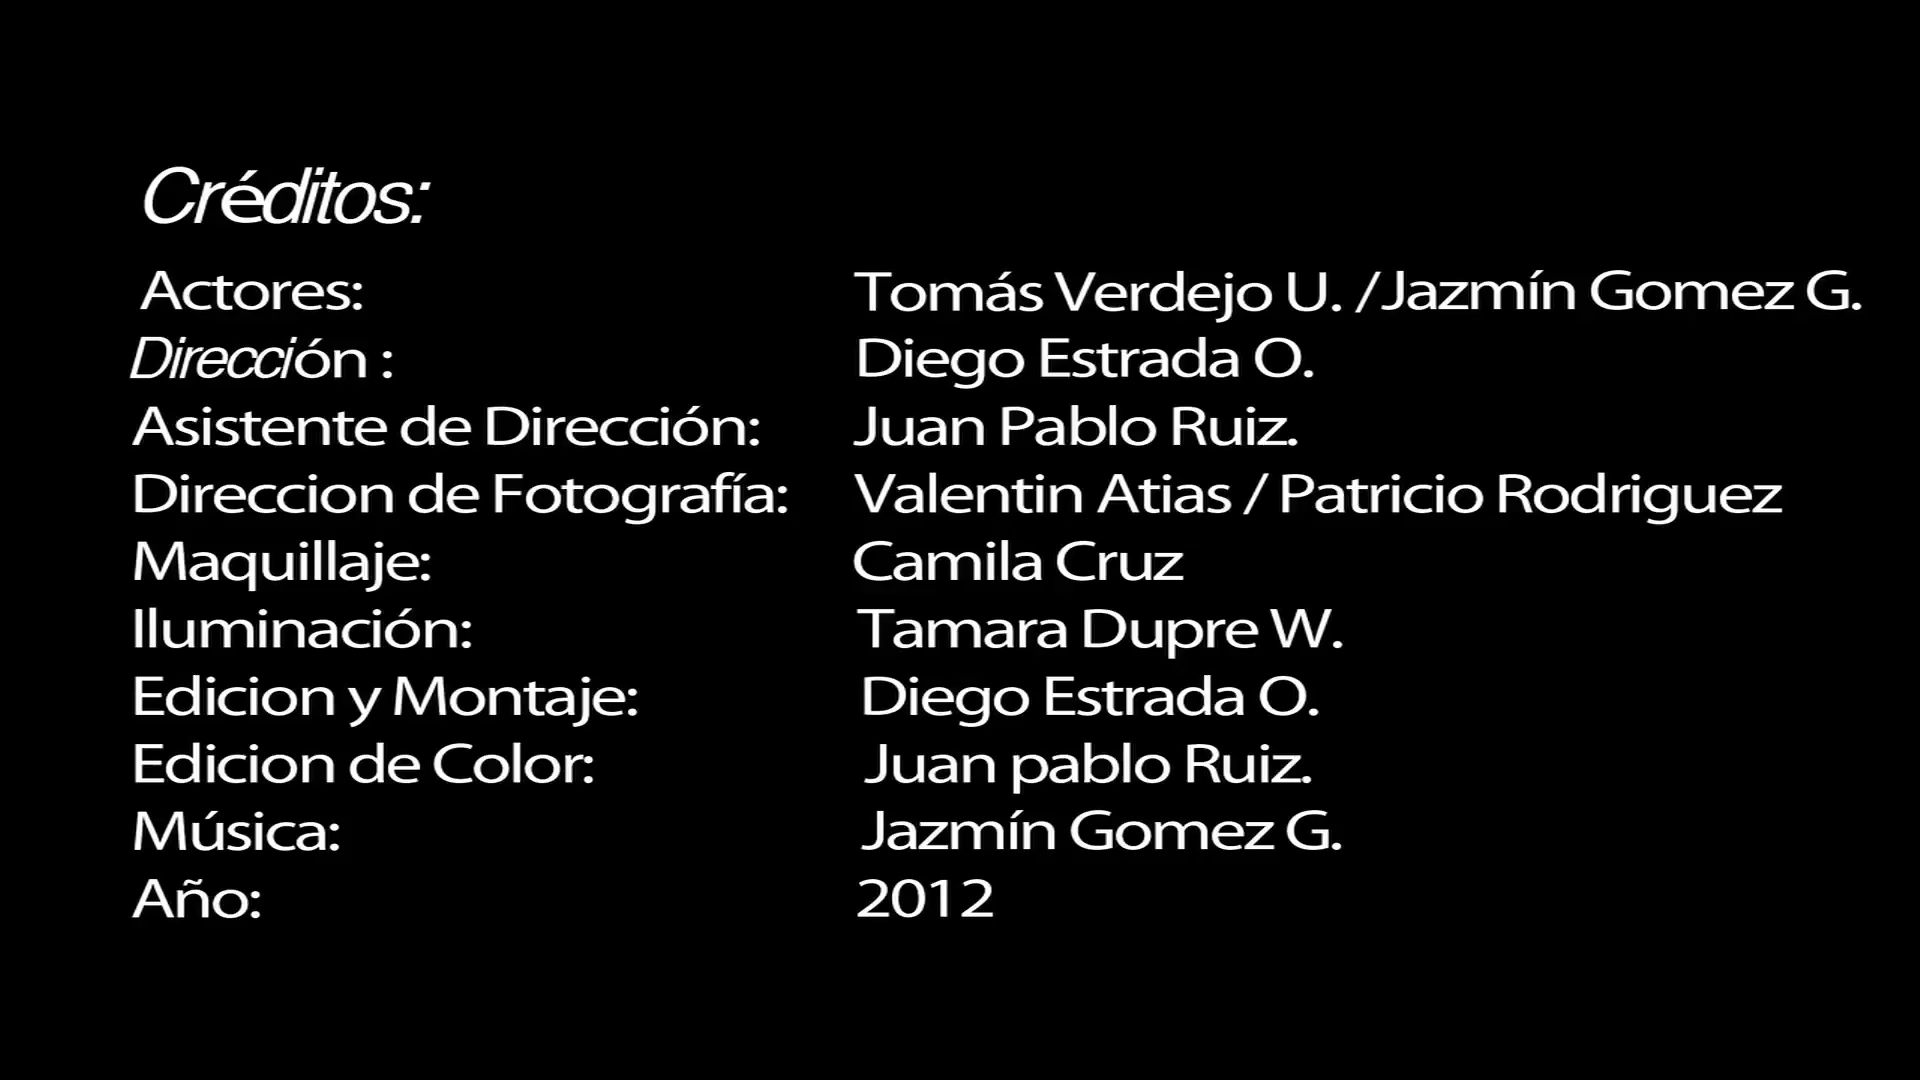 Créditos:
Actores: Tomás Verdejo U. /Jazmín Gomez G.
Dirección : Diego Estrada O.
Asistente de Dirección: Juan Pablo Ruiz.
Direccion de Fotografía: Valentin Atias / Patricio Rodriguez
Maquillaje: Camila Cruz
Iluminación: Tamara Dupre W.
Edicion y Montaje: Diego Estrada O.
Edicion de Color: Juan pablo Ruiz.
Música: Jazmín Gomez G.
Año: 2012